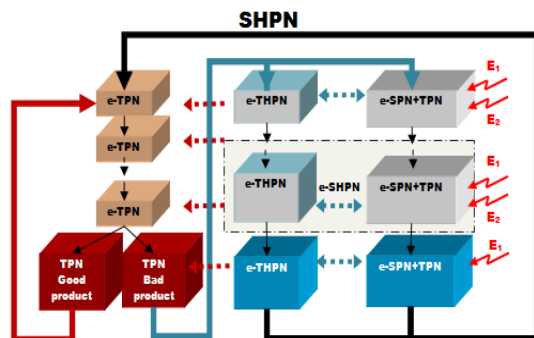 SHPN
e-TPN
e-THPN
e-SPN+TPN
E1
E2
e-TPN
e-TPN
e-THPN
e-SHPN
e-SPN+TPN
E1
E2
TPN
Good
product
TPN
Bad
product
e-THPN
e-SPN+TPN
E1